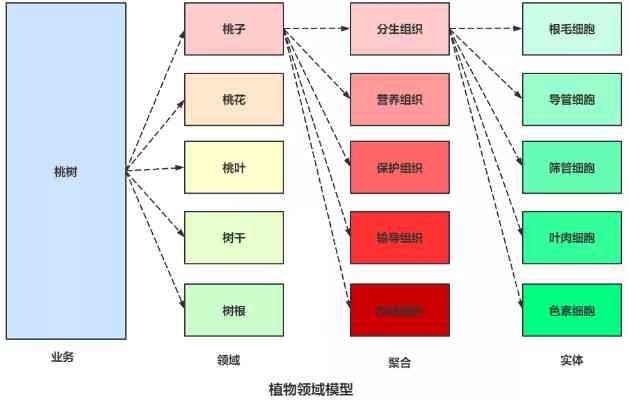 桃树
桃子
桃花
桃叶
树干
树根
分生组织
营养组织
保护组织
输导组织
根毛细胞
导管细胞
筛管细胞
叶肉细胞
色素细胞
业务
领域
聚合
实体
植物领域模型